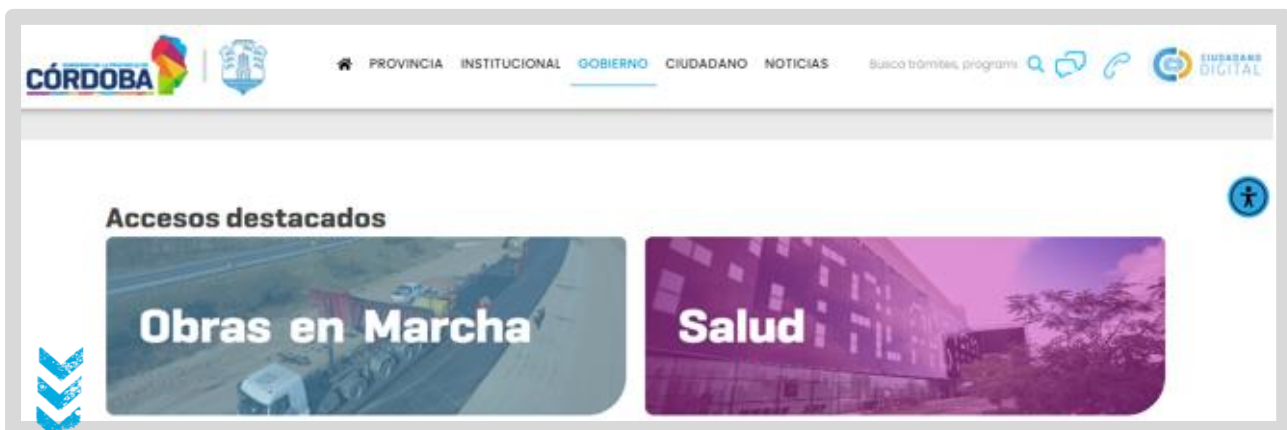 CÓRDOBA
PROVINCIA INSTITUCIONAL GOBIERNO CIUDADANO NOTICIAS
Busca trámites, program
CIUDADANO
DIGITAL
Accesos destacados
Obras en Marcha
Salud